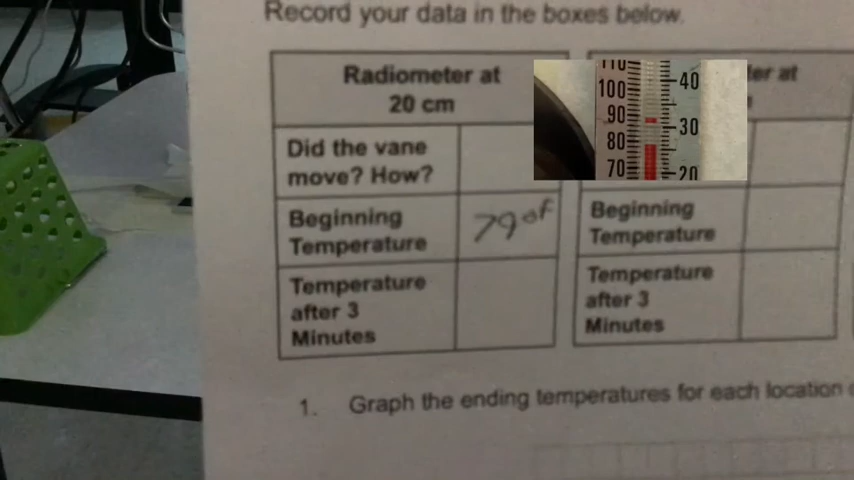 Record your data in the boxes below.
Radiometer at
20 cm
er at
Did the vane
move? How?
Beginning
Temperature
79 °F
Temperature
after 3
Minutes
Beginning
Temperature
Temperature
after 3
Minutes
110
100
90
80
70
40
30
20
1. Graph the ending temperatures for each location